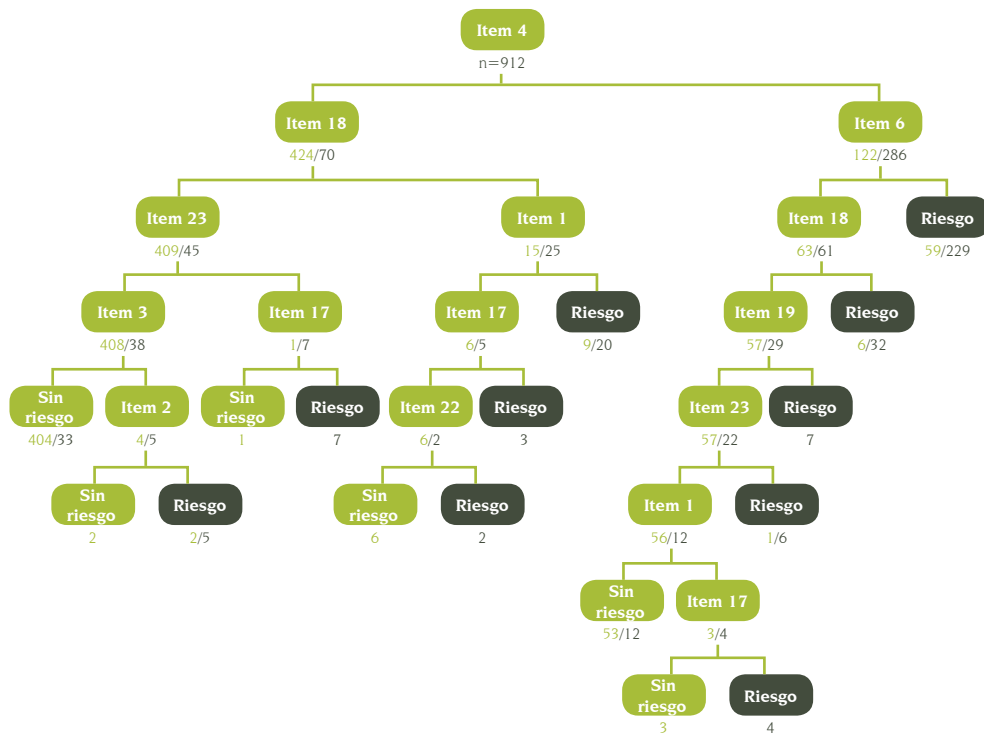 Item 4
n=912
Item 18
Item 6
424/70
122/286
Item 23
Item 1
Item 18
Riesgo
409/45
15/25
63/61
59/229
Item 3
Item 17
Item 17
Riesgo
Item 19
Riesgo
408/38
1/7
6/5
9/20
57/29
6/32
Sin
riesgo
Item 2
Sin
riesgo
Riesgo
Item 22
Riesgo
Item 23
Riesgo
404/33
4/5
1
7
6/2
3
57/22
7
Sin
riesgo
Riesgo
Sin
riesgo
Riesgo
Item 1
Riesgo
2
2/5
6
2
56/12
1/6
Sin
riesgo
Item 17
53/12
3/4
Sin
riesgo
Riesgo
3
4